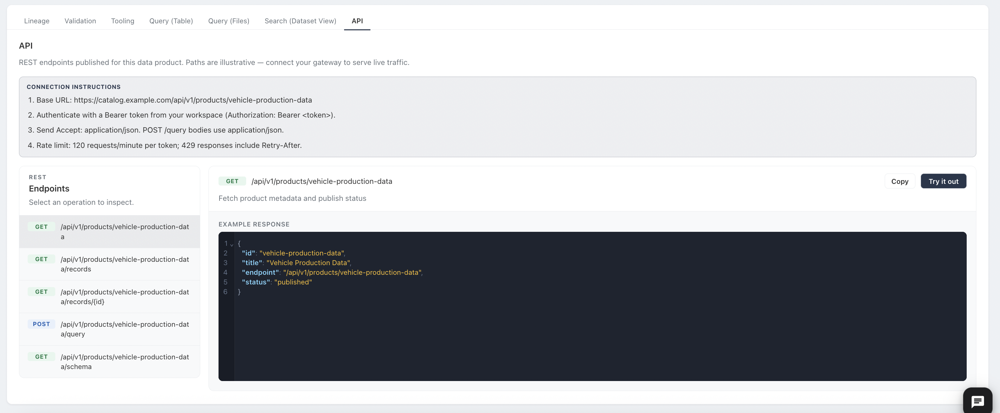 Lineage Validation Tooling Query (Table) Query (Files) Search (Dataset View) API
API
REST endpoints published for this data product. Paths are illustrative — connect your gateway to serve live traffic.
CONNECTION INSTRUCTIONS
1. Base URL: https://catalog.example.com/api/v1/products/vehicle-production-data
2. Authenticate with a Bearer token from your workspace (Authorization: Bearer <token>).
3. Send Accept: application/json. POST /query bodies use application/json.
4. Rate limit: 120 requests/minute per token; 429 responses include Retry-After.
REST
Endpoints
Select an operation to inspect.
GET /api/v1/products/vehicle-production-dat
a
GET /api/v1/products/vehicle-production-dat
a/records
GET /api/v1/products/vehicle-production-dat
a/records/{id}
POST /api/v1/products/vehicle-production-dat
a/query
GET /api/v1/products/vehicle-production-dat
a/schema
GET /api/v1/products/vehicle-production-data
Copy Try it out
Fetch product metadata and publish status
EXAMPLE RESPONSE
1 {
2 "id": "vehicle-production-data",
3 "title": "Vehicle Production Data",
4 "endpoint": "/api/v1/products/vehicle-production-data",
5 "status": "published"
6 }